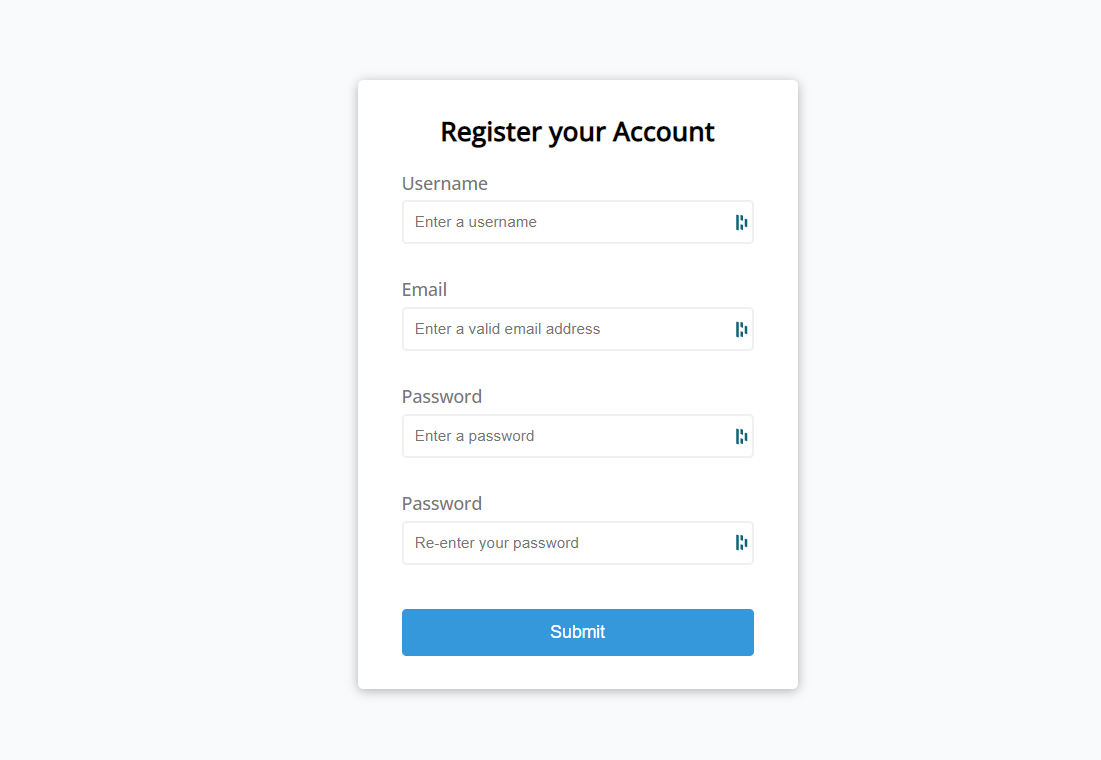 Register your Account
Username
Enter a username
Email
Enter a valid email address
Password
Enter a password
Password
Re-enter your password
Submit